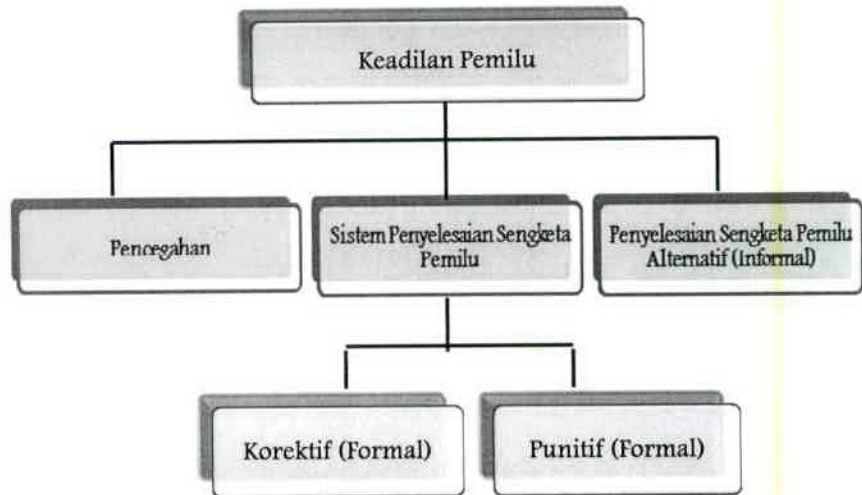 Keadilan Pemilu
Pencegahan
Sistem Penyelesaian Sengketa
Pemilu
Penyelesaian Sengketa Pemilu
Alternatif (Informal)
Korektif (Formal)
Punitif (Formal)